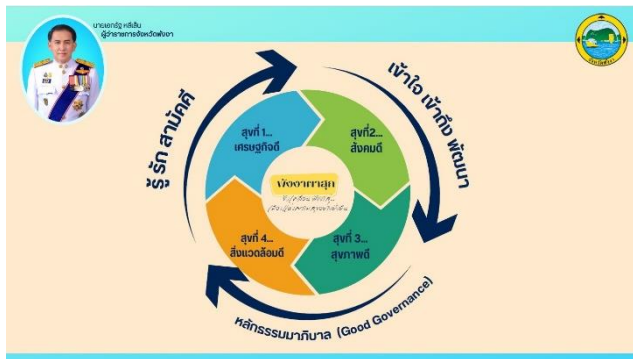 นายเอกรัฐ หลีเส็น
ผู้ว่าราชการจังหวัดพังงา
รู้ รัก สามัคคี
เข้าใจ เข้าถึง พัฒนา
สุขที่ 1...
เศรษฐกิจดี
สุขที่2...
สังคมดี
พังงาพาสุข
สุขที่ 4...
สิ่งแวดล้อมดี
สุขที่ 3...
สุขภาพดี
หลักธรรมมาภิบาล (Good Governance)